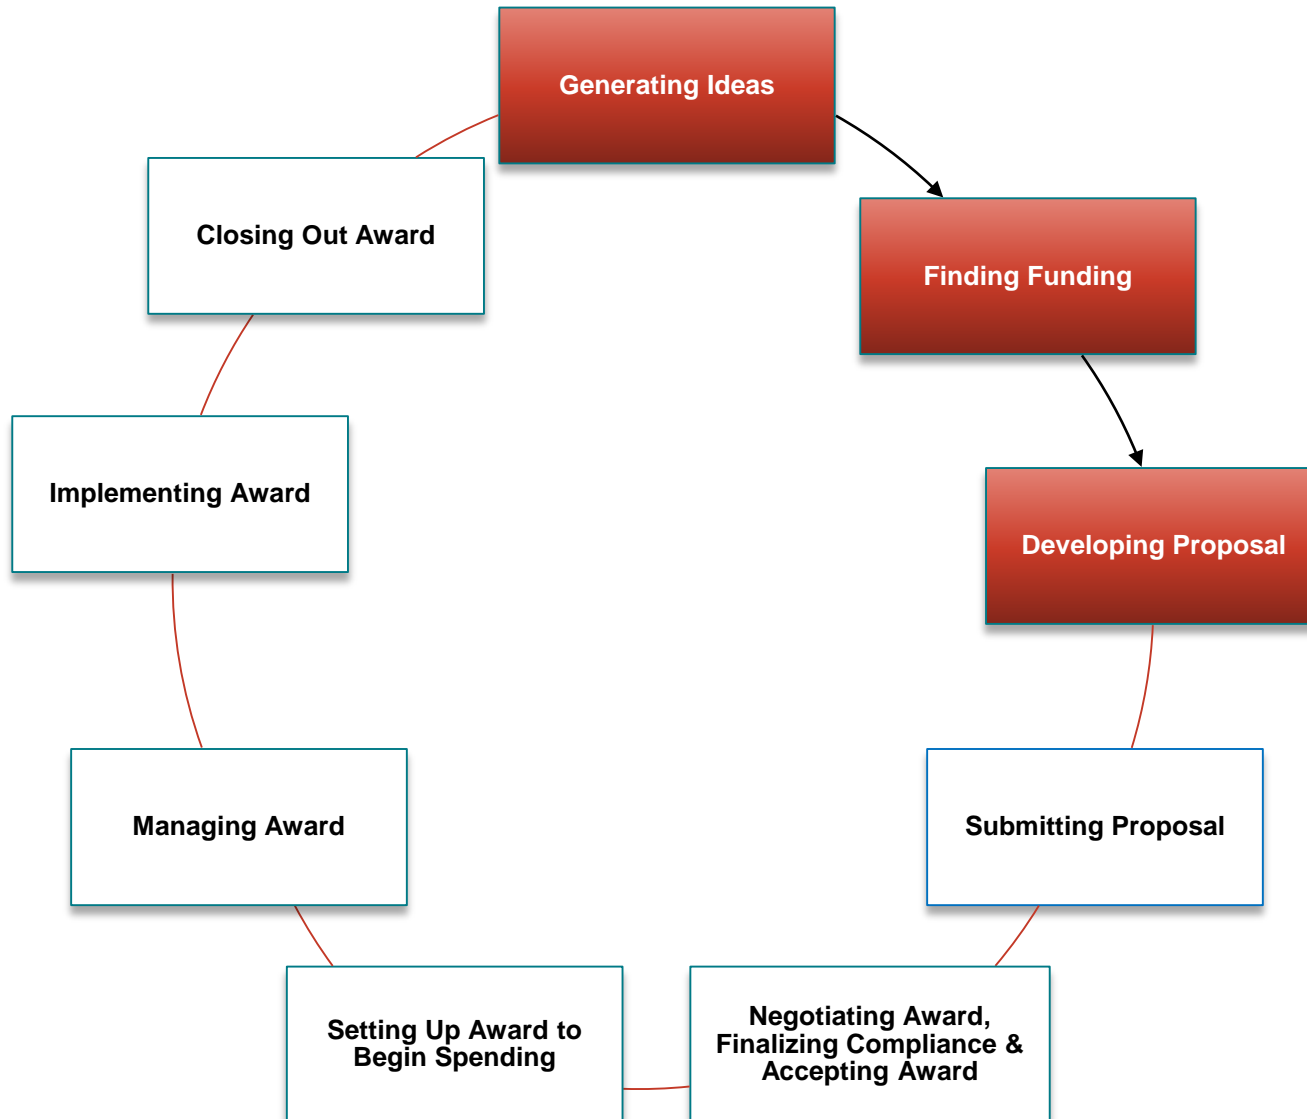 Generating Ideas
Closing Out Award
Finding Funding
Implementing Award
Developing Proposal
Managing Award
Submitting Proposal
Setting Up Award to
Begin Spending
Negotiating Award,
Finalizing Compliance &
Accepting Award